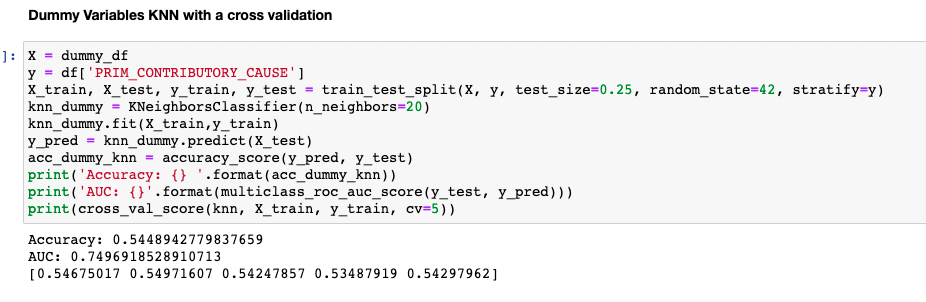 Dummy Variables KNN with a cross validation
]: X = dummy_df
y = df['PRIM_CONTRIBUTORY_CAUSE']
X_train, X_test, y_train, y_test = train_test_split(X, y, test_size=0.25, random_state=42, stratify=y)
knn_dummy = KNeighborsClassifier(n_neighbors=20)
knn_dummy.fit(X_train,y_train)
y_pred = knn_dummy.predict(X_test)
acc_dummy_knn = accuracy_score(y_pred, y_test)
print('Accuracy: {} '.format(acc_dummy_knn))
print('AUC: {}'.format(multiclass_roc_auc_score(y_test, y_pred)))
print(cross_val_score(knn, X_train, y_train, cv=5))
Accuracy: 0.5448942779837659
AUC: 0.7496918528910713
[0.54675017 0.54971607 0.54247857 0.53487919 0.54297962]